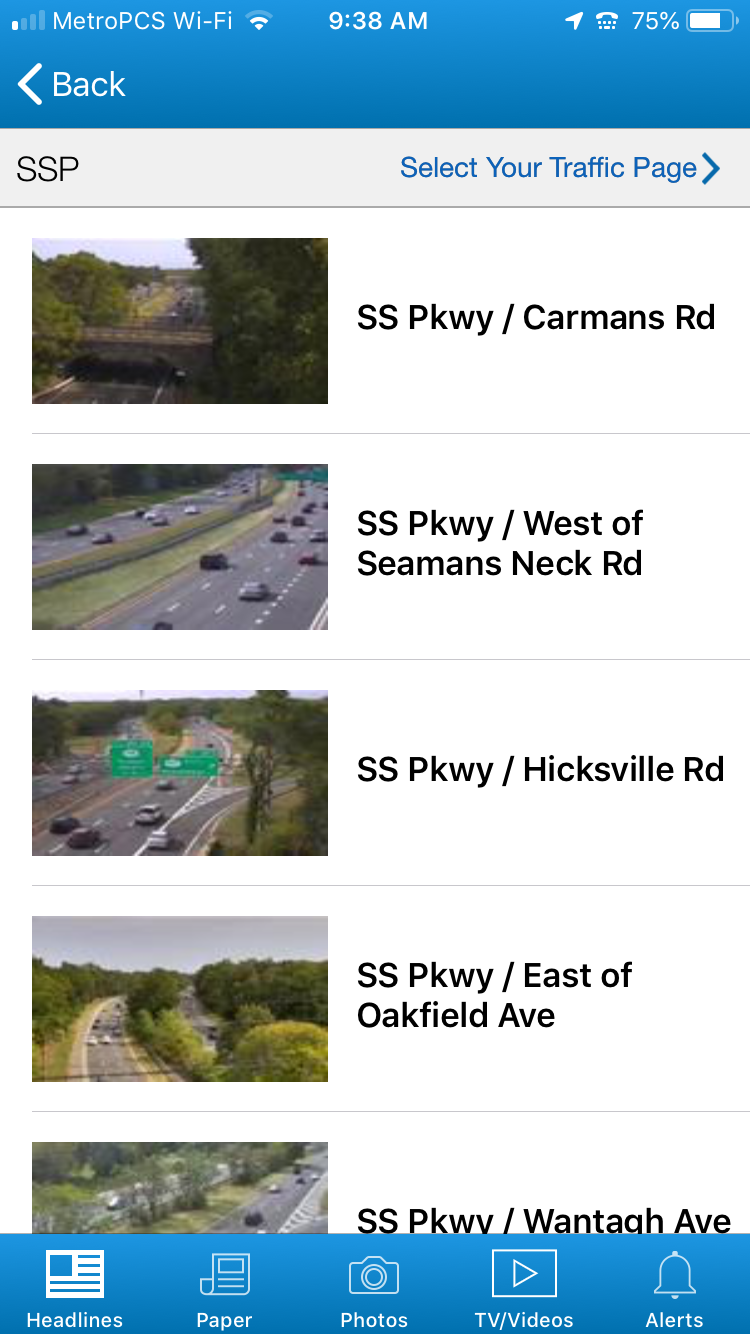 MetroPCS Wi-Fi 9:38 AM 75%
Back
SSP Select Your Traffic Page
SS Pkwy / Carmans Rd
SS Pkwy / West of
Seamans Neck Rd
SS Pkwy / Hicksville Rd
SS Pkwy / East of
Oakfield Ave
SS Pkwy / Wantagh Ave
Headlines Paper Photos TV/Videos Alerts